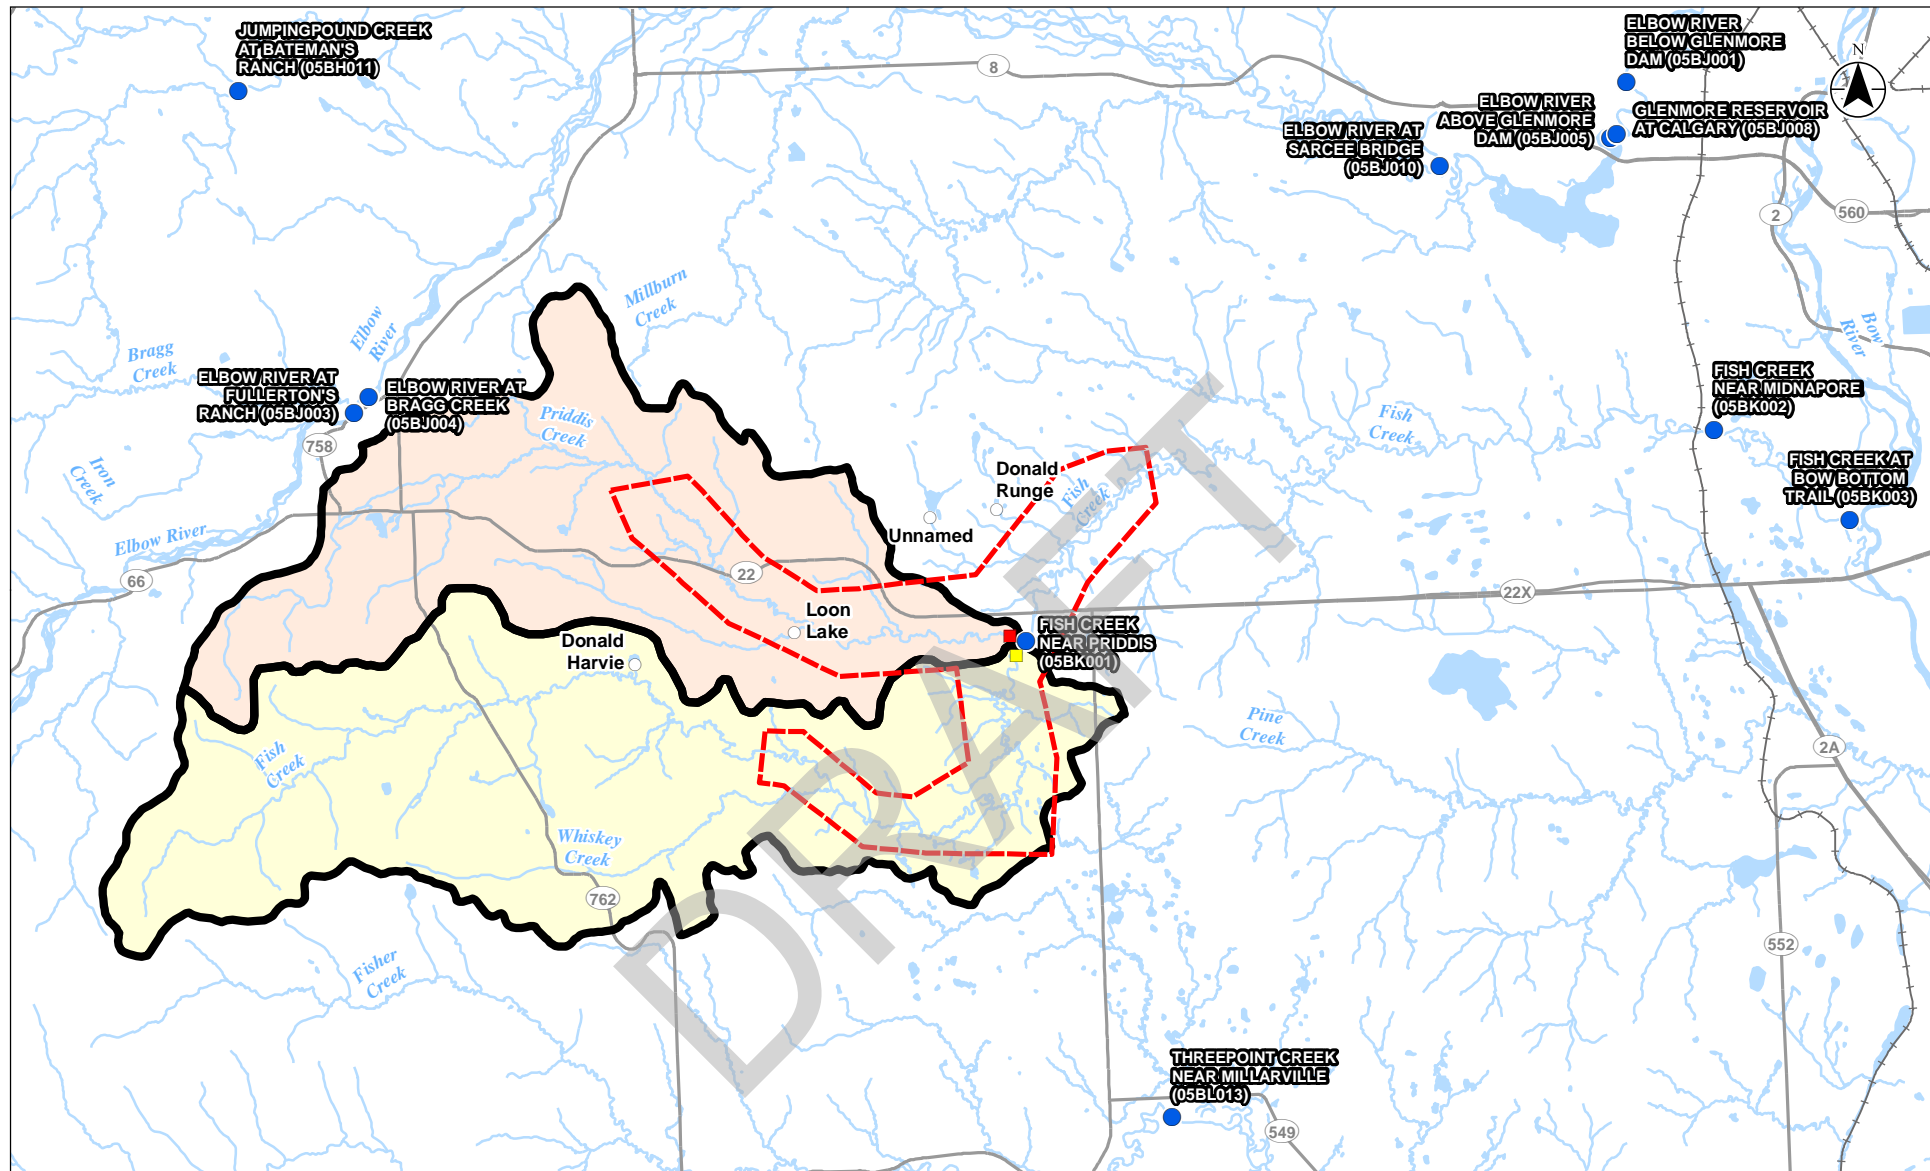 JUMPINGPOUND CREEK
AT BATEMAN'S
RANCH (05BH011)
8
ELBOW RIVER
BELOW GLENMORE
DAM (05BJ001)
N
ELBOW RIVER
ABOVE GLENMORE
DAM (05BJ005)
GLENMORE RESERVOIR
AT CALGARY (05BJ008)
ELBOW RIVER AT
SARCEE BRIDGE
(05BJ010)
2
560
Millburn
Creek
Elbow
River
Bow
River
Bragg
Creek
ELBOW RIVER AT
FULLERTON'S
RANCH (05BJ003)
ELBOW RIVER AT
BRAGG CREEK
(05BJ004)
FISH CREEK
NEAR MIDNAPORE
(05BK002)
Priddis
Creek
Fish
Creek
758
Iron
Creek
Donald
Runge
Fish
Creek
FISH CREEK AT
BOW BOTTOM
TRAIL (05BK003)
Elbow River
Unnamed
66
22
22X
Loon
Lake
Donald
Harvie
FISH CREEK
NEAR PRIDDIS
(05BK001)
Pine
Creek
Fish
Creek
2A
DRAFT
Whiskey
Creek
762
552
Fisher
Creek
THREEPOINT CREEK
NEAR MILLARVILLE
(05BL013)
549